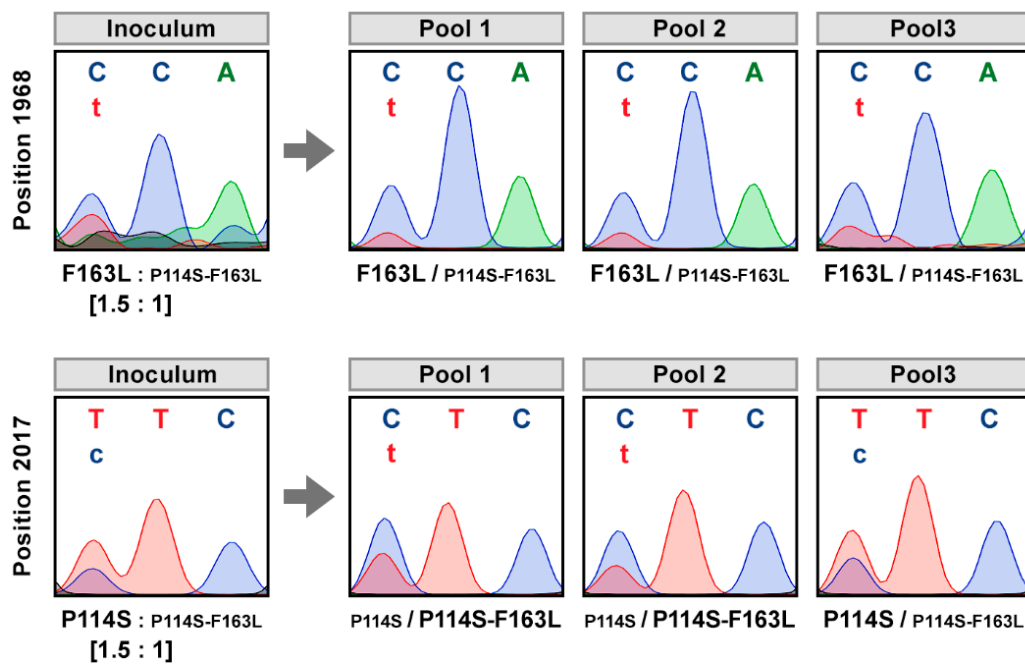 Inoculum Pool 1 Pool 2 Pool3
Position 1968
C C A C C A C C A C C A
t t t t
F163L : P114S-F163L F163L / P114S-F163L F163L / P114S-F163L F163L / P114S-F163L
[1.5 : 1]
Inoculum Pool 1 Pool 2 Pool3
Position 2017
T T C C T C C T C T T C
c t t c
P114S : P114S-F163L P114S / P114S-F163L P114S / P114S-F163L P114S / P114S-F163L
[1.5 : 1]